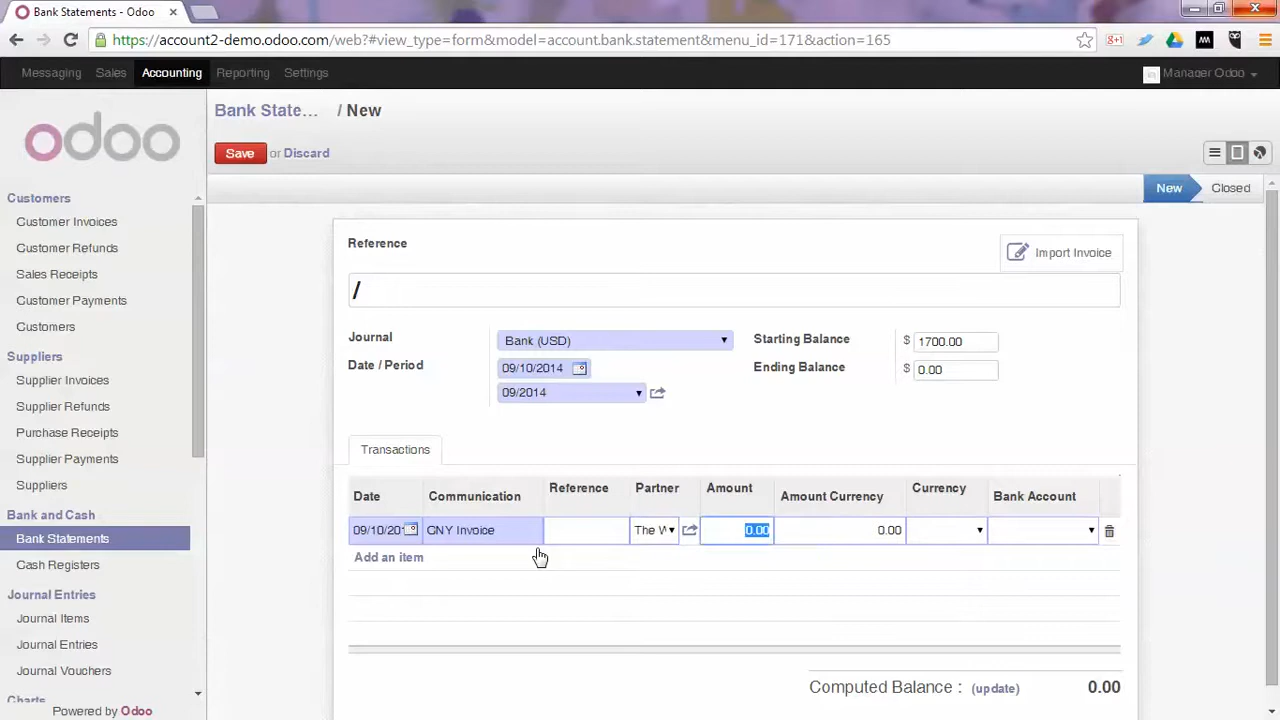 Bank Statements - Odoo
https://account2-demo.odoo.com/web?#view_type=form&model=account.bank.statement&menu_id=171&action=165
Messaging Sales Accounting Reporting Settings Manager Odoo
odoo
Bank State... / New
Save or Discard
New Closed
Customers
Customer Invoices
Customer Refunds
Sales Receipts
Customer Payments
Customers
Suppliers
Supplier Invoices
Supplier Refunds
Purchase Receipts
Supplier Payments
Suppliers
Bank and Cash
Bank Statements
Cash Registers
Journal Entries
Journal Items
Journal Entries
Journal Vouchers
Charts
Powered by Odoo
Reference
Import Invoice
/
Journal Bank (USD) Starting Balance $ 1700.00
Date / Period 09/10/2014 Ending Balance $ 0.00
09/2014
Transactions
Date Communication Reference Partner Amount Amount Currency Currency Bank Account
09/10/201 CNY Invoice The W 0.00 0.00
Add an item
Computed Balance : (update) 0.00